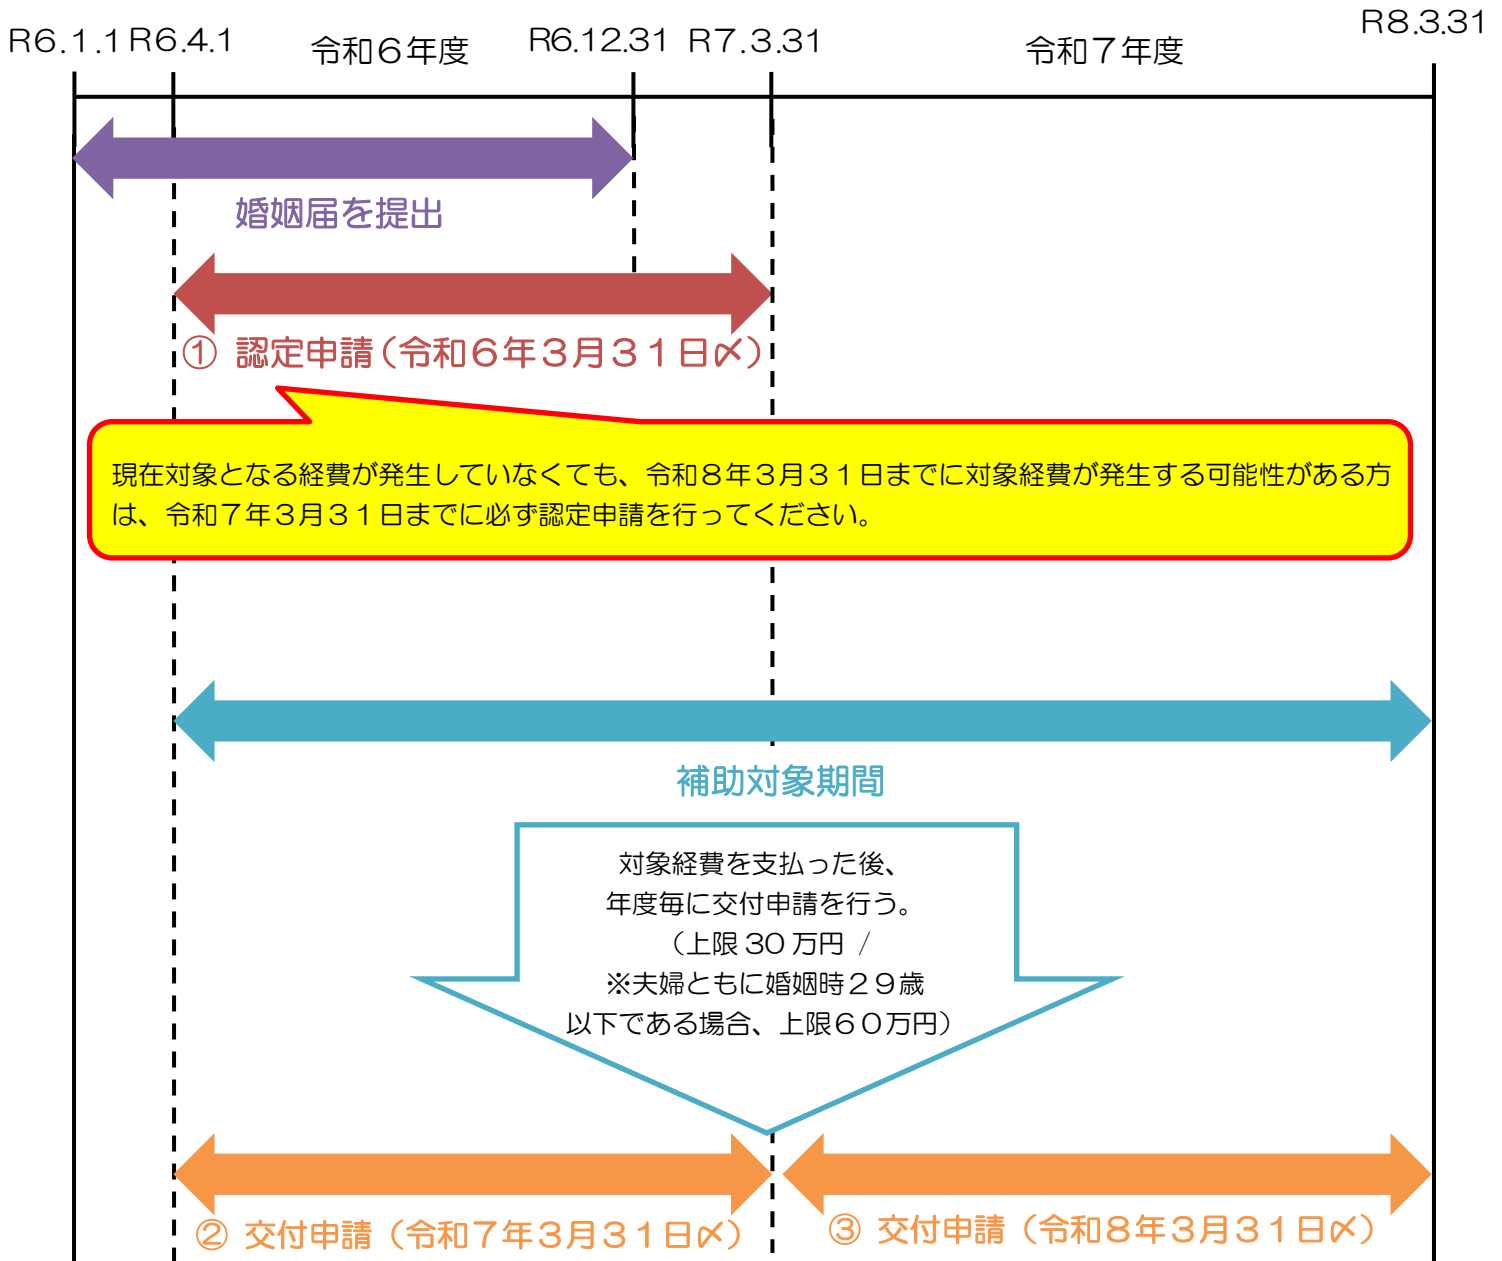 R6.1.1 R6.4.1 令和6年度 R6.12.31 R7.3.31 令和7年度 R8.3.31
婚姻届を提出
① 認定申請(令和6年3月31日〆)
現在対象となる経費が発生していなくても、令和8年3月31日までに対象経費が発生する可能性がある方
は、令和7年3月31日までに必ず認定申請を行ってください。
補助対象期間
対象経費を支払った後、
年度毎に交付申請を行う。
(上限30万円 /
※夫婦ともに婚姻時29歳
以下である場合、上限60万円)
② 交付申請(令和7年3月31日〆) ③ 交付申請(令和8年3月31日〆)